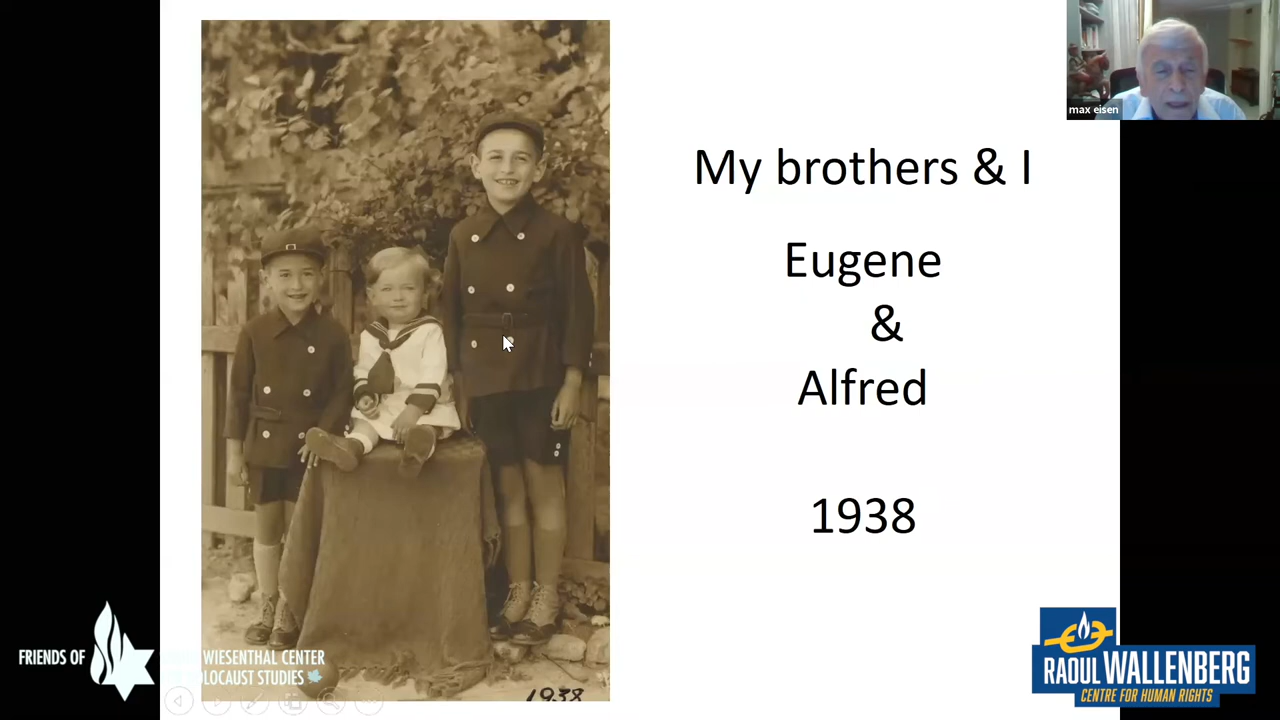 max eisen
My brothers & I
Eugene
&
Alfred
1938
1938
FRIENDS OF
WIESENTHAL CENTER
LOCAUST STUDIES
RAOUL WALLENBERG
CENTRE FOR HUMAN RIGHTS